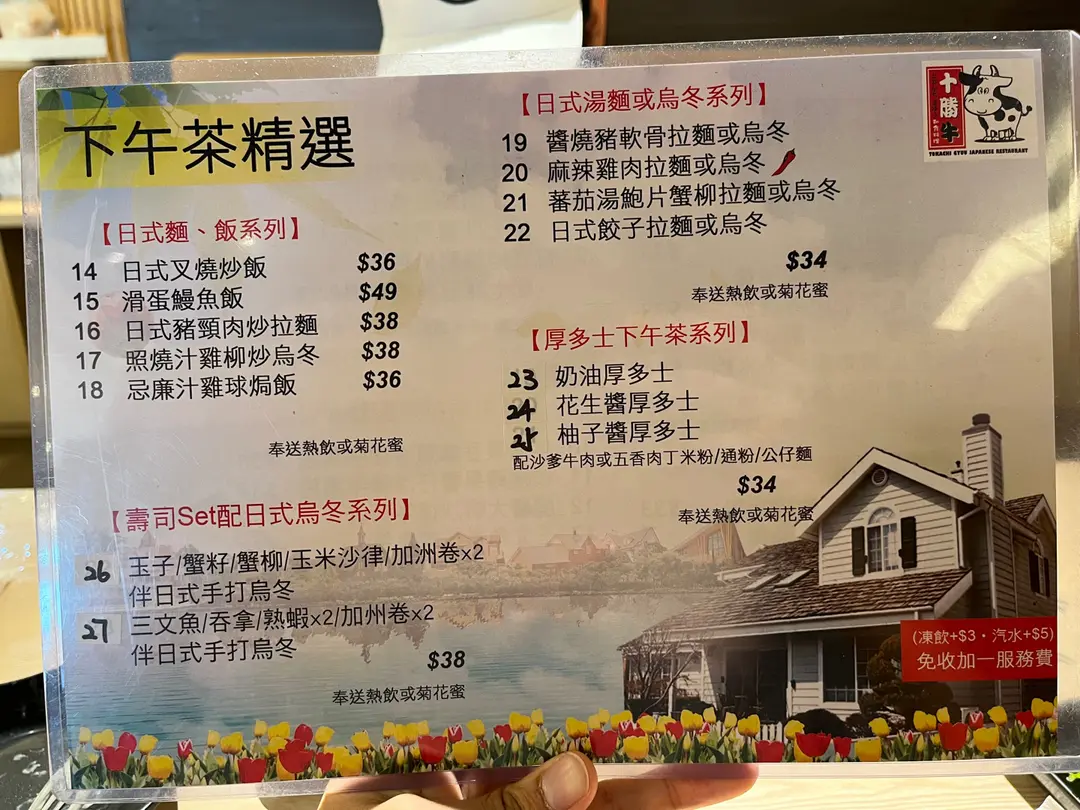 下午茶精選
【日式麵、飯系列】
14 日式叉燒炒飯 $36
15 滑蛋鰻魚飯 $49
16 日式豬頸肉炒拉麵 $38
17 照燒汁雞柳炒烏冬 $38
18 忌廉汁雞球焗飯 $36
奉送熱飲或菊花蜜
【壽司Set配日式烏冬系列】
26 玉子/蟹籽/蟹柳/玉米沙律/加洲卷x2
伴日式手打烏冬
27 三文魚/吞拿/熟蝦x2/加州卷x2
伴日式手打烏冬
$38
奉送熱飲或菊花蜜
【日式湯麵或烏冬系列】
19 醬燒豬軟骨拉麵或烏冬
20 麻辣雞肉拉麵或烏冬
21 蕃茄湯鮑片蟹柳拉麵或烏冬
22 日式餃子拉麵或烏冬
$34
奉送熱飲或菊花蜜
【厚多士下午茶系列】
23 奶油厚多士
24 花生醬厚多士
25 柚子醬厚多士
配沙爹牛肉或五香肉丁米粉/通粉/公仔麵
$34
奉送熱飲或菊花蜜
十勝牛
TOKACHI GYUU JAPANESE RESTAURANT
(凍飲+$3・汽水+$5)
免收加一服務費